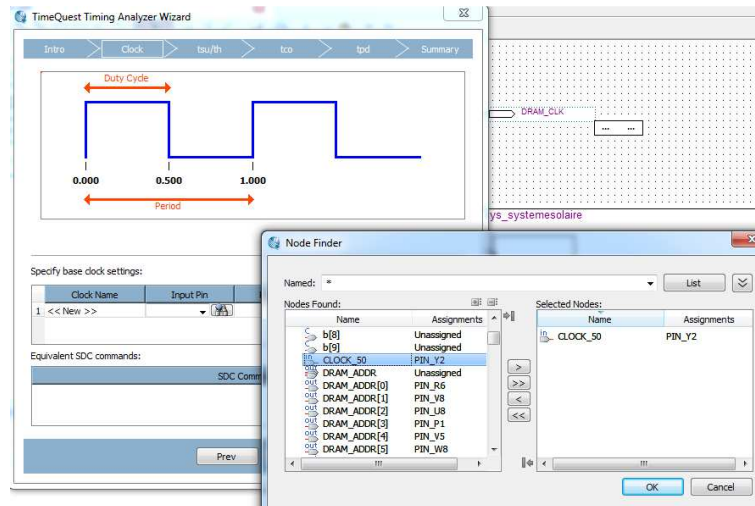 TimeQuest Timing Analyzer Wizard
Intro Clock tsu/th tco tpd Summary
Duty Cycle
0.000 0.500 1.000
Period
DRAM_CLK
ys_systemesolaire
Specify base clock settings:
Clock Name Input Pin
1 << New >>
Equivalent SDC commands:
SDC Comm
Prev
Node Finder
Named: * List
Nodes Found: Selected Nodes:
Name Assignments Name Assignments
b[8] Unassigned
b[9] Unassigned
CLOCK_50 PIN_Y2 CLOCK_50 PIN_Y2
DRAM_ADDR Unassigned
DRAM_ADDR[0] PIN_R6
DRAM_ADDR[1] PIN_V8
DRAM_ADDR[2] PIN_U8
DRAM_ADDR[3] PIN_P1
DRAM_ADDR[4] PIN_V5
DRAM_ADDR[5] PIN_W8
> 
>>
<
<<
OK Cancel